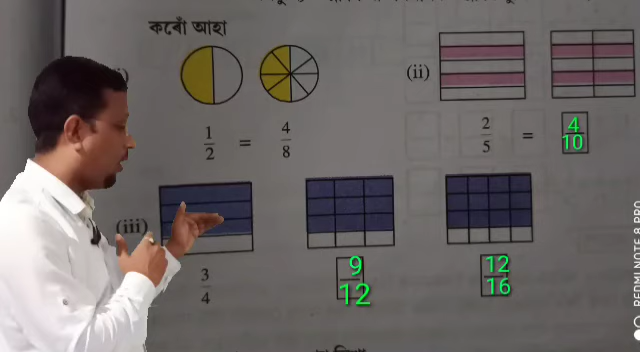 কৰোঁ আহা
(ii)
1/2 = 4/8
2/5 = 4/10
(iii)
3/4
9/12
12/16
REDMI NOTE 8 PRO